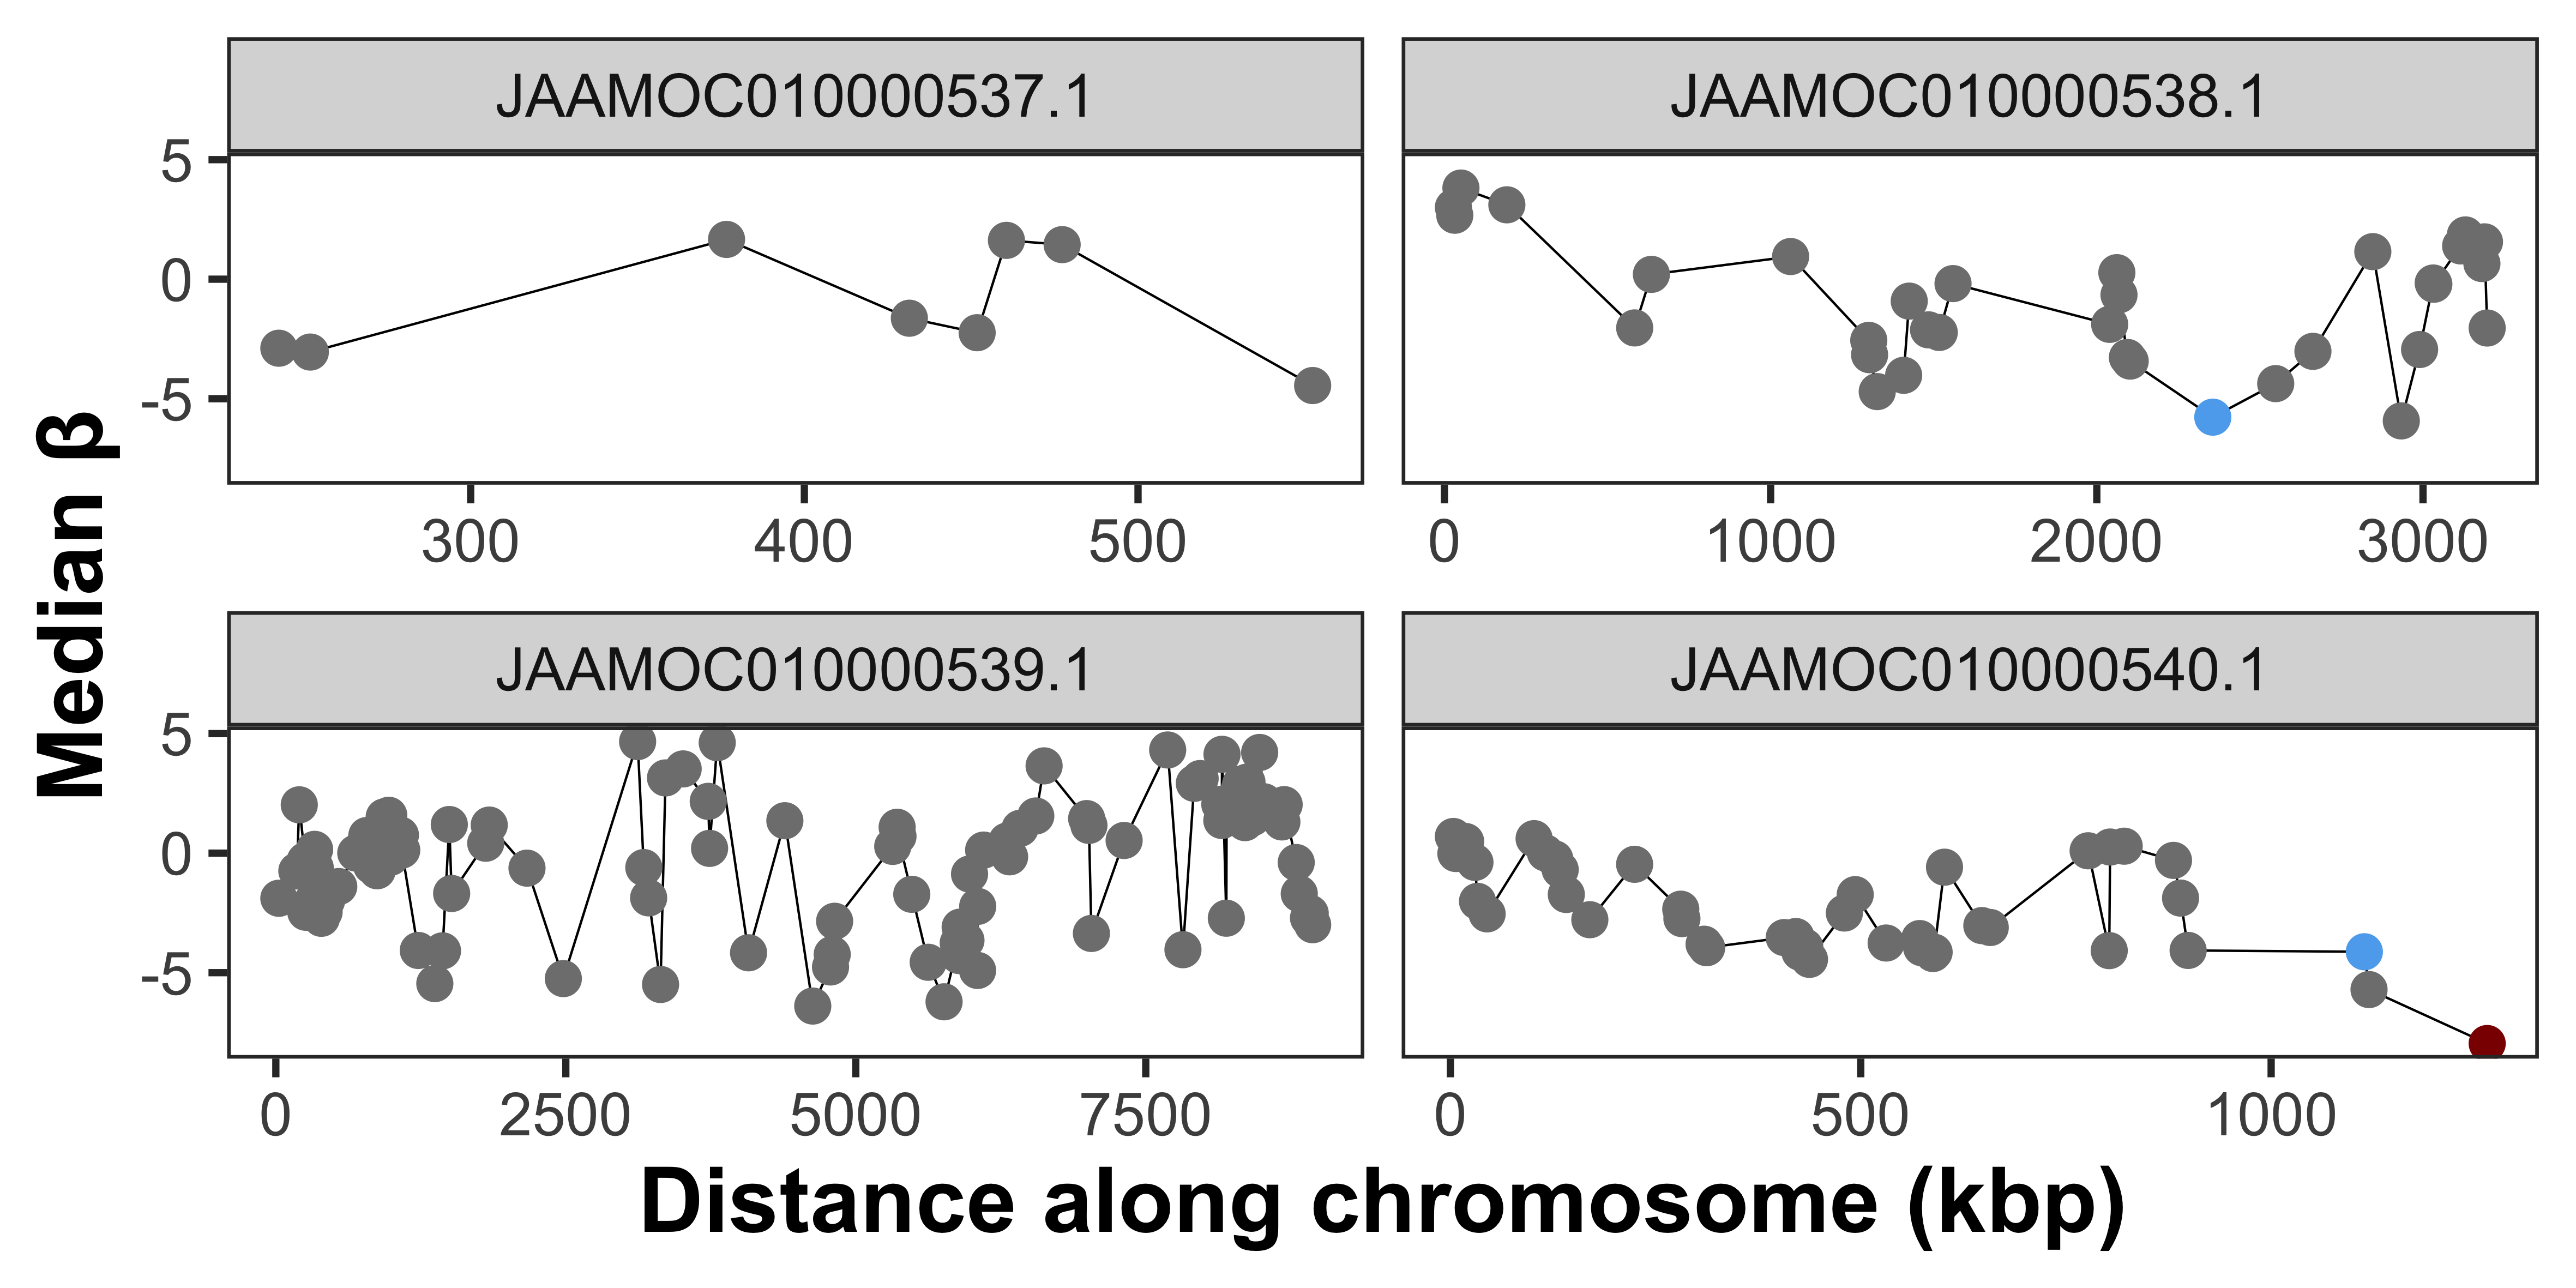 JAAMOC010000537.1 JAAMOC010000538.1
5
0
-5
300 400 500 0 1000 2000 3000
Median β
JAAMOC010000539.1 JAAMOC010000540.1
5
0
-5
0 2500 5000 7500 0 500 1000
Distance along chromosome (kbp)